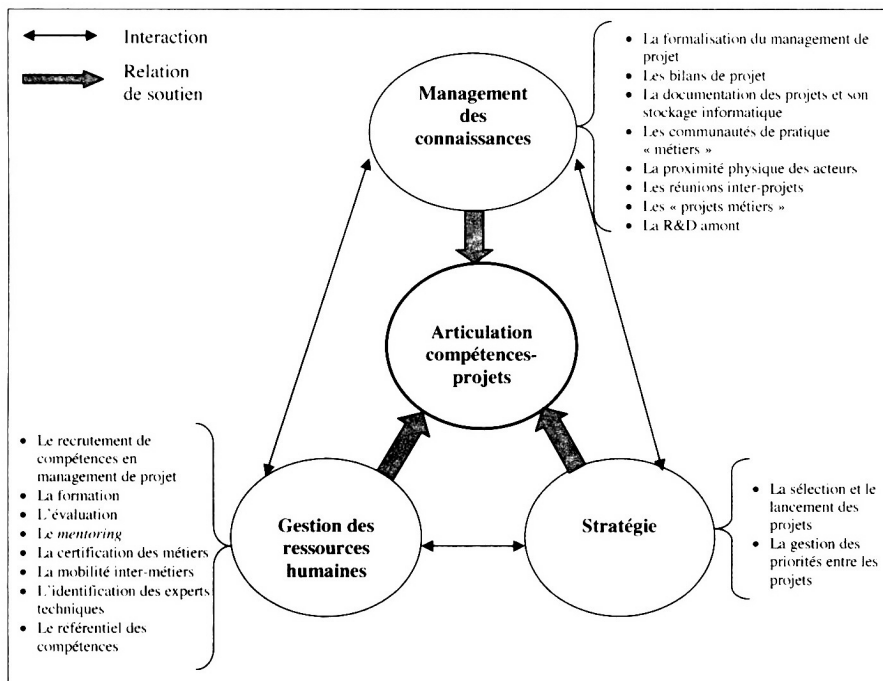 Interaction
Relation
de soutien
Management
des
connaissances
• La formalisation du management de
projet
• Les bilans de projet
• La documentation des projets et son
stockage informatique
• Les communautés de pratique
« métiers »
• La proximité physique des acteurs
• Les réunions inter-projets
• Les « projets métiers »
• La R&D amont
Articulation
compétences-
projets
• Le recrutement de
compétences en
management de projet
• La formation
• L'évaluation
• Le mentoring
• La certification des métiers
• La mobilité inter-métiers
• L'identification des experts
techniques
• Le référentiel des
compétences
Gestion des
ressources
humaines
Stratégie
• La sélection et le
lancement des
projets
• La gestion des
priorités entre les
projets